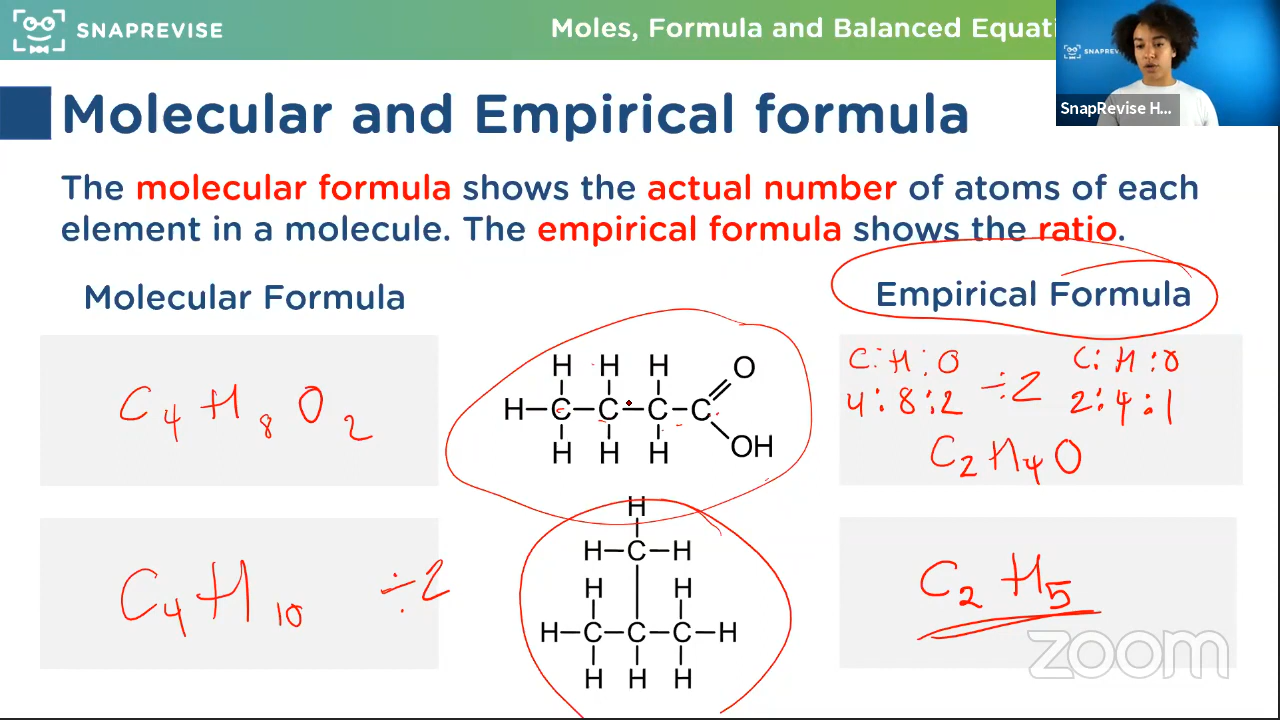 SNAPREVISE
Moles, Formula and Balanced Equati
SNAPREVISE
SnapRevise H...
Molecular and Empirical formula
The molecular formula shows the actual number of atoms of each
element in a molecule. The empirical formula shows the ratio.
Molecular Formula
Empirical Formula
C4H8O2
H H H O
H–C–C–C–C
H H H OH
C:H:O ÷2 C:H:O
4:8:2 2:4:1
C2H4O
C4H10 ÷2
H
H–C–H
H H
H–C–C–C–H
H H H
C2H5
zoom